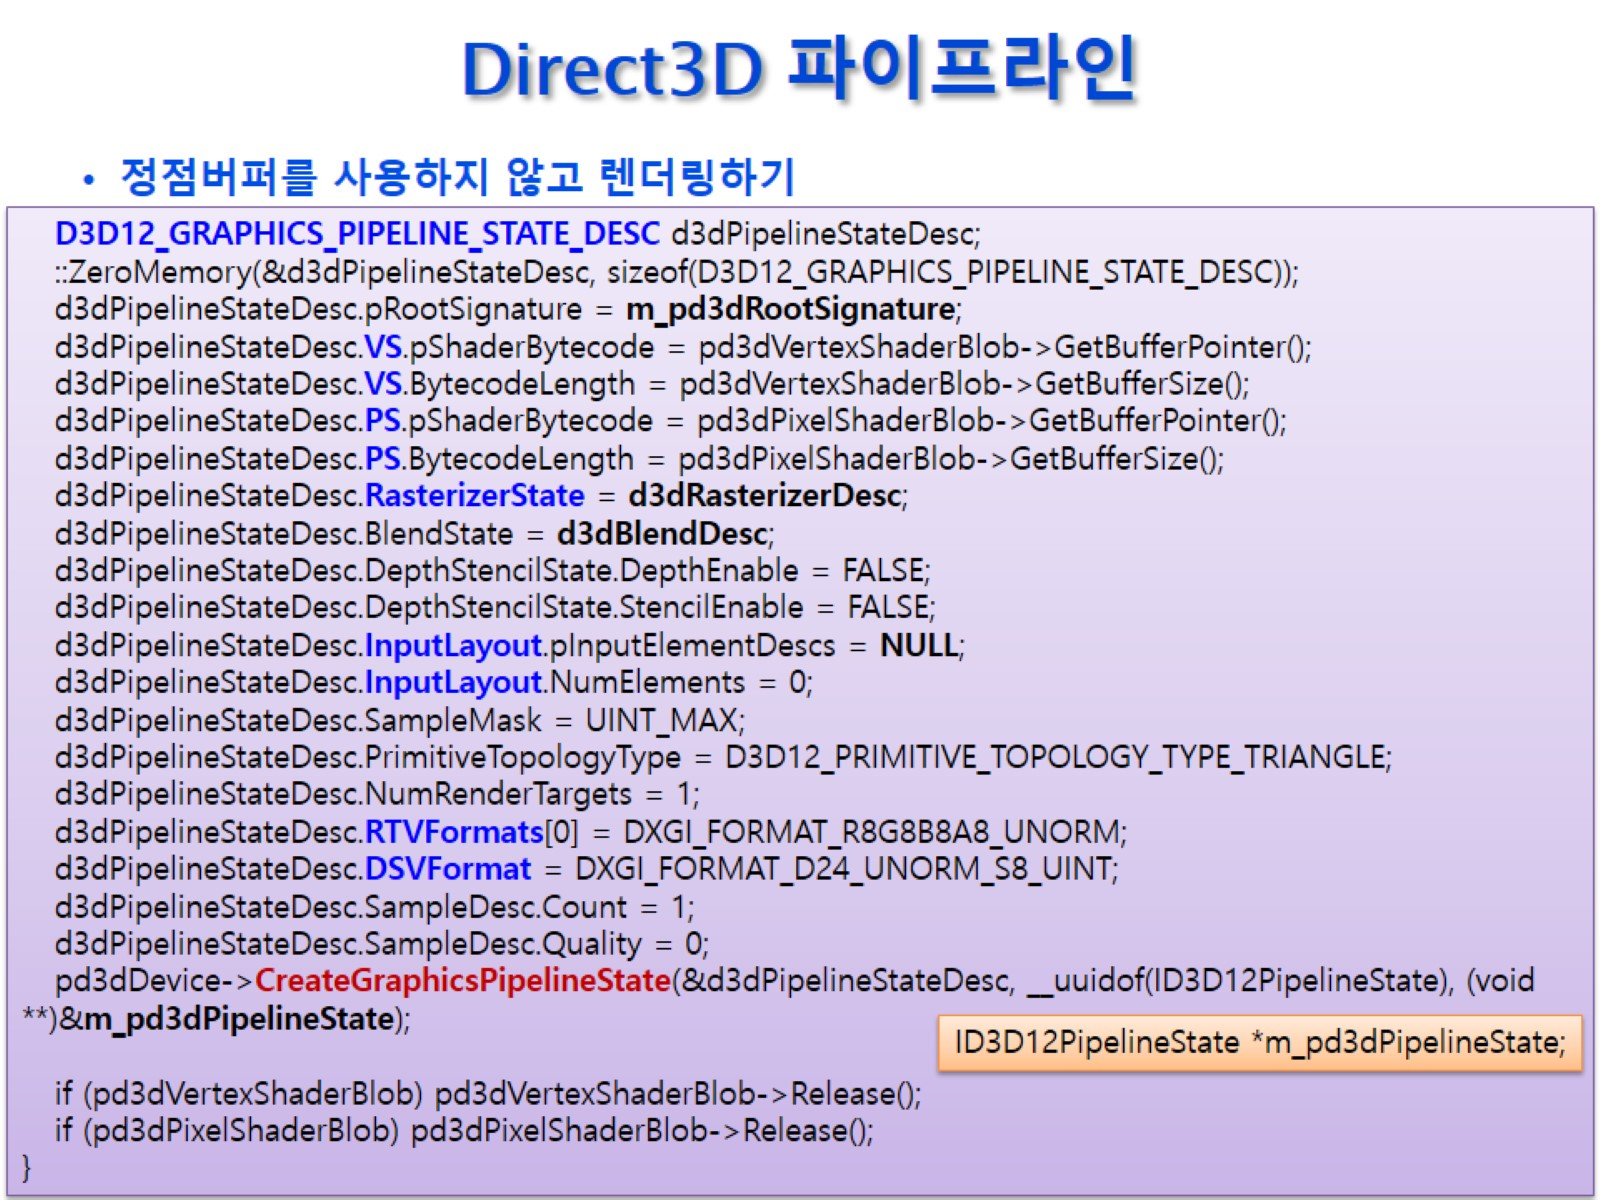 Direct3D 파이프라인
• 정점버퍼를 사용하지 않고 렌더링하기
D3D12_GRAPHICS_PIPELINE_STATE_DESC d3dPipelineStateDesc;
::ZeroMemory(&d3dPipelineStateDesc, sizeof(D3D12_GRAPHICS_PIPELINE_STATE_DESC));
d3dPipelineStateDesc.pRootSignature = m_pd3dRootSignature;
d3dPipelineStateDesc.VS.pShaderBytecode = pd3dVertexShaderBlob->GetBufferPointer();
d3dPipelineStateDesc.VS.BytecodeLength = pd3dVertexShaderBlob->GetBufferSize();
d3dPipelineStateDesc.PS.pShaderBytecode = pd3dPixelShaderBlob->GetBufferPointer();
d3dPipelineStateDesc.PS.BytecodeLength = pd3dPixelShaderBlob->GetBufferSize();
d3dPipelineStateDesc.RasterizerState = d3dRasterizerDesc;
d3dPipelineStateDesc.BlendState = d3dBlendDesc;
d3dPipelineStateDesc.DepthStencilState.DepthEnable = FALSE;
d3dPipelineStateDesc.DepthStencilState.StencilEnable = FALSE;
d3dPipelineStateDesc.InputLayout.pInputElementDescs = NULL;
d3dPipelineStateDesc.InputLayout.NumElements = 0;
d3dPipelineStateDesc.SampleMask = UINT_MAX;
d3dPipelineStateDesc.PrimitiveTopologyType = D3D12_PRIMITIVE_TOPOLOGY_TYPE_TRIANGLE;
d3dPipelineStateDesc.NumRenderTargets = 1;
d3dPipelineStateDesc.RTVFormats[0] = DXGI_FORMAT_R8G8B8A8_UNORM;
d3dPipelineStateDesc.DSVFormat = DXGI_FORMAT_D24_UNORM_S8_UINT;
d3dPipelineStateDesc.SampleDesc.Count = 1;
d3dPipelineStateDesc.SampleDesc.Quality = 0;
pd3dDevice->CreateGraphicsPipelineState(&d3dPipelineStateDesc, __uuidof(ID3D12PipelineState), (void
**)&m_pd3dPipelineState);
ID3D12PipelineState *m_pd3dPipelineState;
if (pd3dVertexShaderBlob) pd3dVertexShaderBlob->Release();
if (pd3dPixelShaderBlob) pd3dPixelShaderBlob->Release();
}